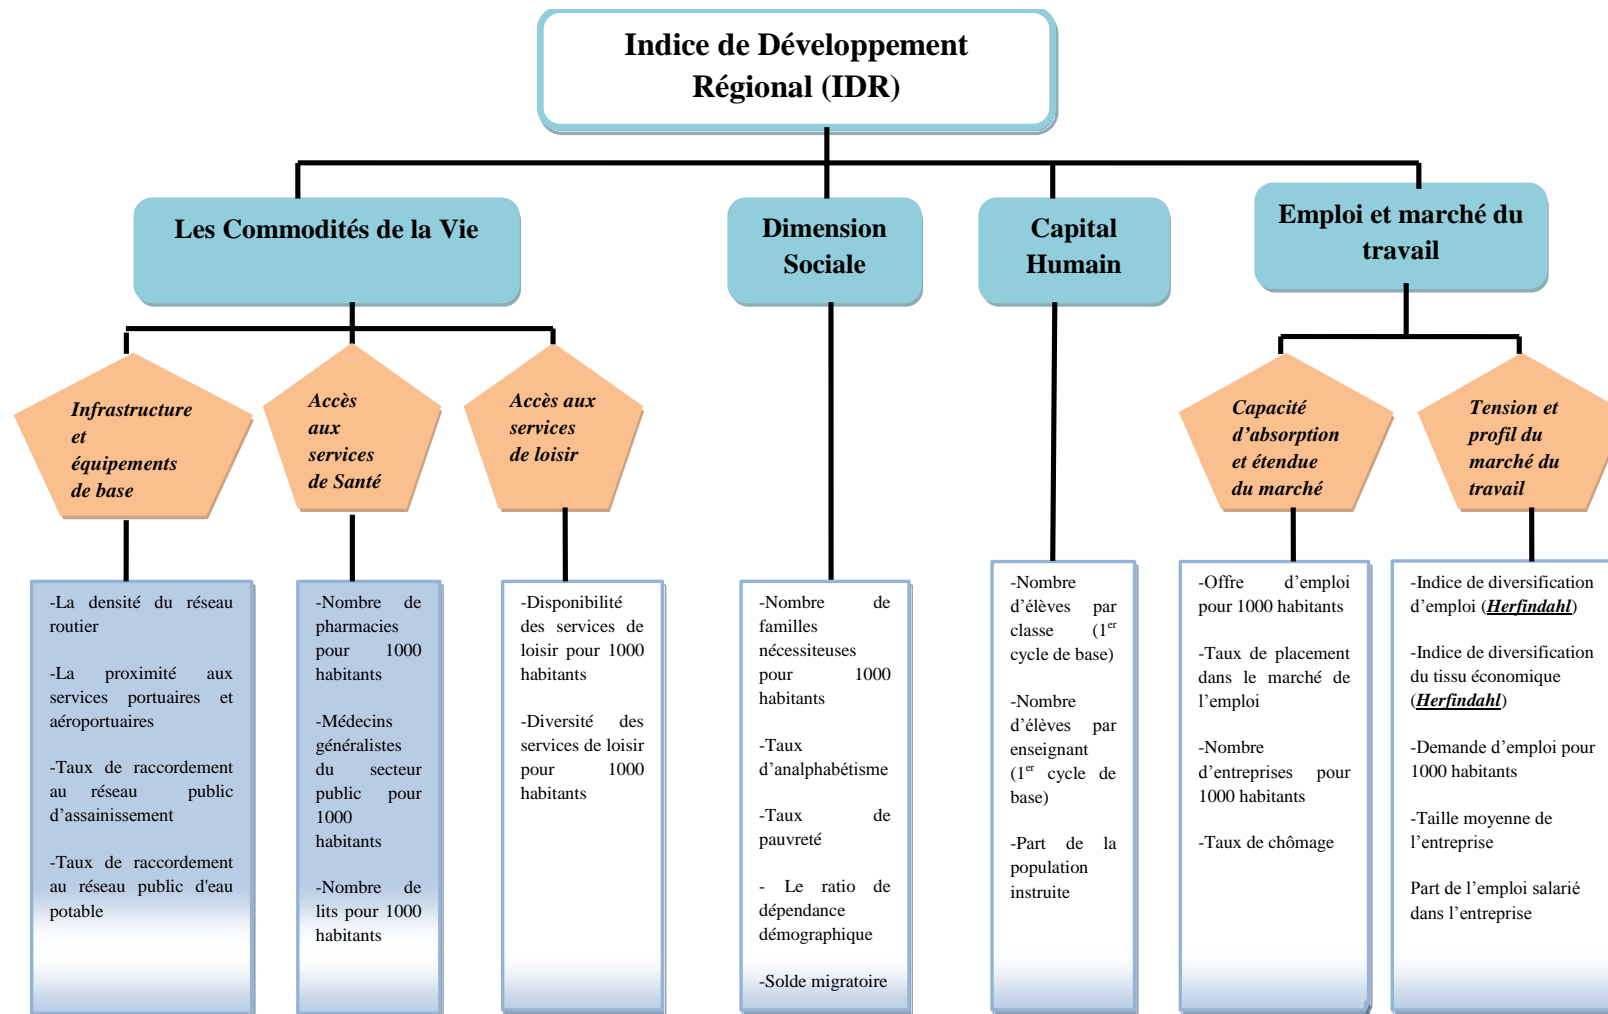 Indice de Développement
Régional (IDR)
Les Commodités de la Vie
Dimension
Sociale
Capital
Humain
Emploi et marché du
travail
Infrastructure
et
équipements
de base
Accès
aux
services
de Santé
Accès aux
services
de loisir
Capacité
d’absorption
et étendue
du marché
Tension et
profil du
marché du
travail
-La densité du réseau
routier
-La proximité aux
services portuaires et
aéroportuaires
-Taux de raccordement
au réseau public
d’assainissement
-Taux de raccordement
au réseau public d'eau
potable
-Nombre de
pharmacies
pour 1000
habitants
-Médecins
généralistes
du secteur
public pour
1000
habitants
-Nombre de
lits pour 1000
habitants
-Disponibilité
des services de
loisir pour 1000
habitants
-Diversité des
services de loisir
pour 1000
habitants
-Nombre de
familles
nécessiteuses
pour 1000
habitants
-Taux
d’analphabétisme
-Taux de
pauvreté
- Le ratio de
dépendance
démographique
-Solde migratoire
-Nombre
d’élèves par
classe (1er
cycle de base)
-Nombre
d’élèves par
enseignant
(1er cycle de
base)
-Part de la
population
instruite
-Offre d’emploi
pour 1000 habitants
-Taux de placement
dans le marché de
l’emploi
-Nombre
d’entreprises pour
1000 habitants
-Taux de chômage
-Indice de diversification
d’emploi (Herfindahl)
-Indice de diversification
du tissu économique
(Herfindahl)
-Demande d’emploi pour
1000 habitants
-Taille moyenne de
l’entreprise
Part de l’emploi salarié
dans l’entreprise